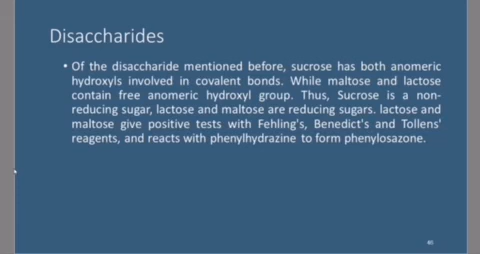 Disaccharides
• Of the disaccharide mentioned before, sucrose has both anomeric
hydroxyls involved in covalent bonds. While maltose and lactose
contain free anomeric hydroxyl group. Thus, Sucrose is a non-
reducing sugar, lactose and maltose are reducing sugars. lactose and
maltose give positive tests with Fehling's, Benedict's and Tollens'
reagents, and reacts with phenylhydrazine to form phenylosazone.